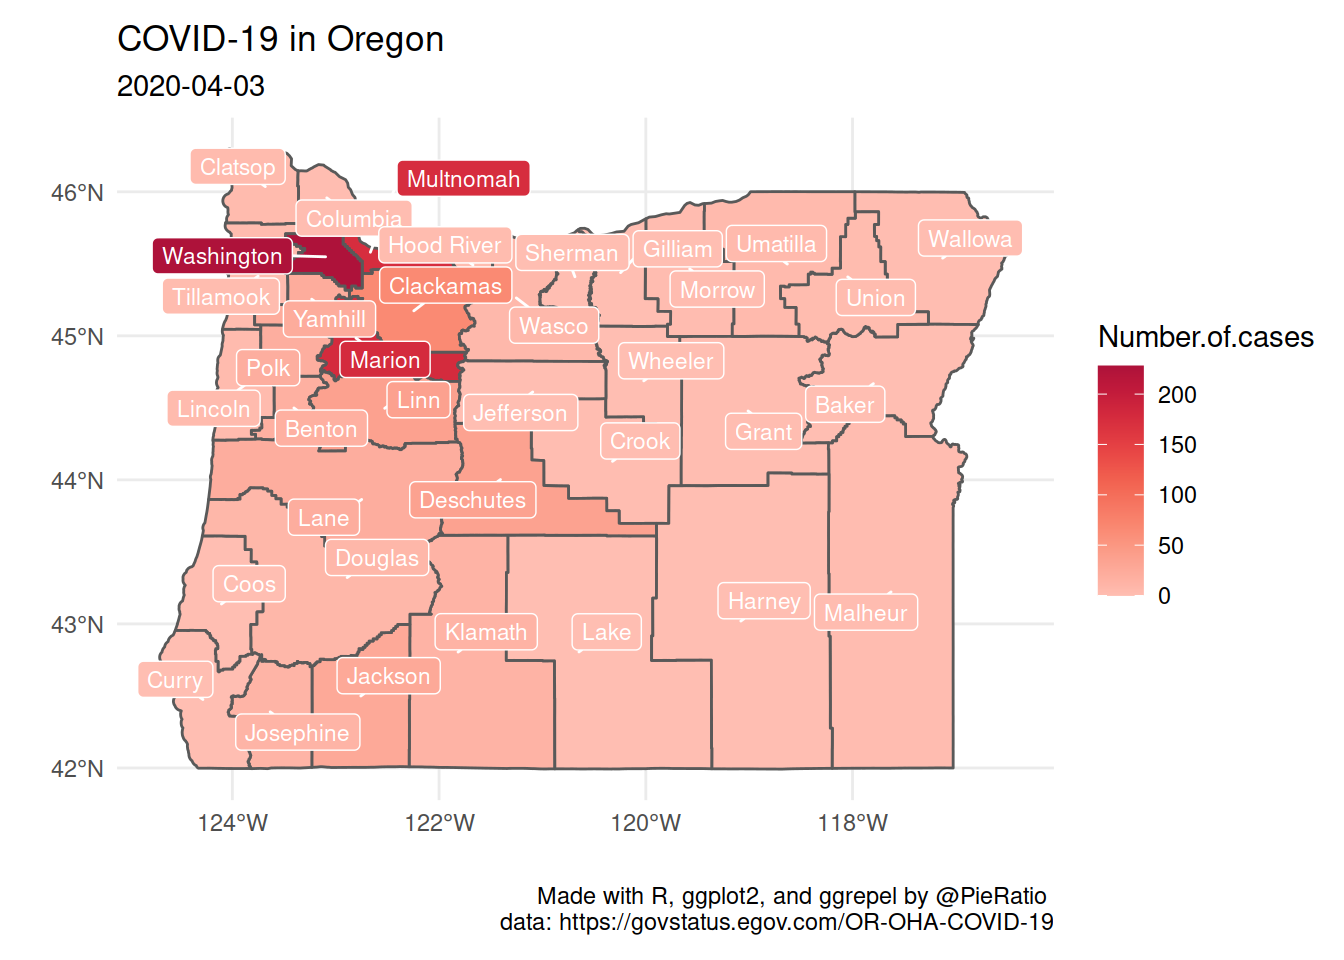 COVID-19 in Oregon
2020-04-03
Clatsop
Multnomah
46°N
Columbia
Hood River
Sherman
Gilliam
Umatilla
Wallowa
Washington
Clackamas
Morrow
Tillamook
Union
Yamhill
Wasco
45°N
Marion
Wheeler
Polk
Linn
Lincoln
Jefferson
Baker
Benton
Crook
Grant
44°N
Deschutes
Lane
Douglas
Coos
Harney
Malheur
43°N
Klamath
Lake
Curry
Jackson
Josephine
42°N
124°W
122°W
120°W
118°W
Number.of.cases
200
150
100
50
0
Made with R, ggplot2, and ggrepel by @PieRatio
data: https://govstatus.egov.com/OR-OHA-COVID-19